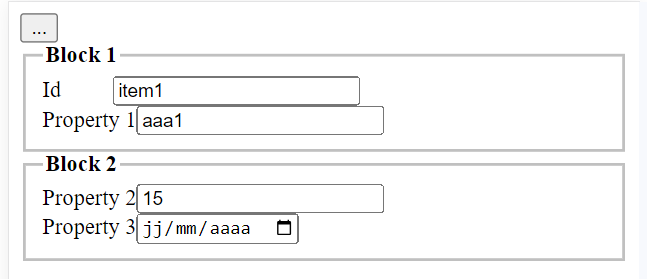 ...
Block 1
Id item1
Property 1 aaa1
Block 2
Property 2 15
Property 3 jj/mm/aaaa